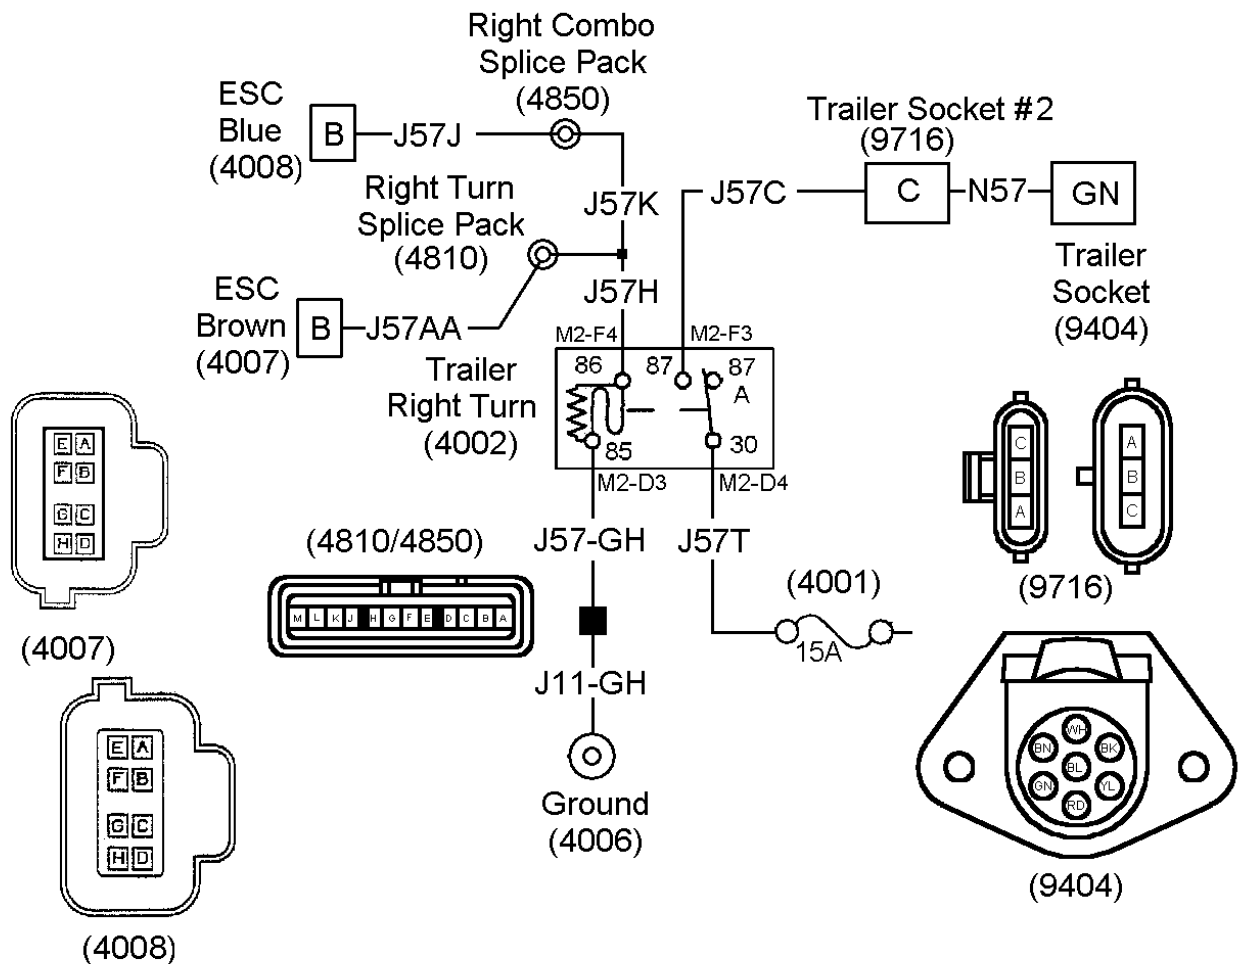 Right Combo
Splice Pack
(4850)
ESC
Blue
(4008)
B
J57J
Trailer Socket #2
(9716)
C
J57C
N57
GN
Trailer
Socket
(9404)
Right Turn
Splice Pack
(4810)
J57K
ESC
Brown
(4007)
B
J57AA
J57H
M2-F4
M2-F3
Trailer
Right Turn
(4002)
86
87
87
A
85
30
M2-D3
M2-D4
J57-GH
J57T
(4001)
15A
J11-GH
Ground
(4006)
E A
F B
G C
H D
(4007)
E A
F B
G C
H D
(4008)
(4810/4850)
M L K J H G F E D C B A
C
B
A
A
B
C
(9716)
WH
BN
BK
BL
GN
YL
RD
(9404)